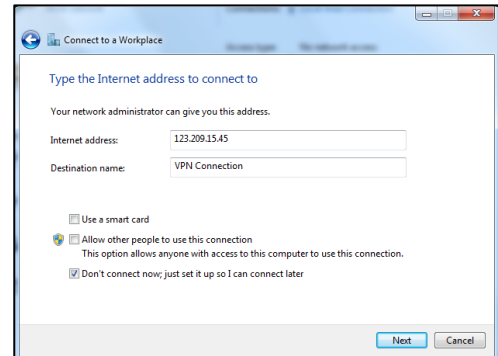 Connect to a Workplace
Type the Internet address to connect to
Your network administrator can give you this address.
Internet address: 123.209.15.45
Destination name: VPN Connection
Use a smart card
Allow other people to use this connection
This option allows anyone with access to this computer to use this connection.
Don't connect now; just set it up so I can connect later
Next Cancel